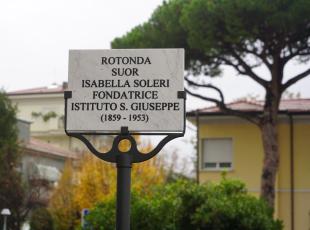 ROTONDA
SUOR
ISABELLA SOLERI
FONDATRICE
ISTITUTO S. GIUSEPPE
(1859 - 1953)